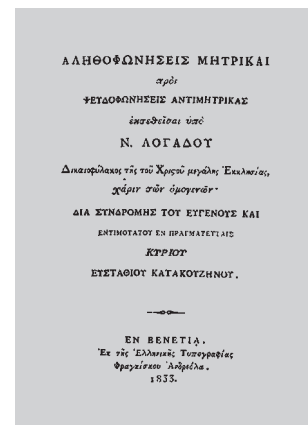 ΑΛΗΘΟΦΩΝΗΣΕΙΣ ΜΗΤΡΙΚΑΙ
πρὸς
ΨΕΥΔΟΦΩΝΗΣΕΙΣ ΑΝΤΙΜΗΤΡΙΚΑΣ
ἐκτεθεῖσαι ὑπὸ
Ν. ΛΟΓΑΔΟΥ
Δικαιοφύλακος τῆς τοῦ Χριστοῦ μεγάλης Ἐκκλησίας,
χάριν τῶν ὁμογενῶν·
ΔΙΑ ΣΥΝΔΡΟΜΗΣ ΤΟΥ ΕΥΓΕΝΟΥΣ ΚΑΙ
ΕΝΤΙΜΟΤΑΤΟΥ ΕΝ ΠΡΑΓΜΑΤΕΥΤΑΙΣ
ΚΥΡΙΟΥ
ΕΥΣΤΑΘΙΟΥ ΚΑΤΑΚΟΥΖΗΝΟΥ.
ΕΝ ΒΕΝΕΤΙᾼ.
Ἐκ τῆς Ἑλληνικῆς Τυπογραφίας
Φραγκίσκου Ἀνδρεόλα.
1833.